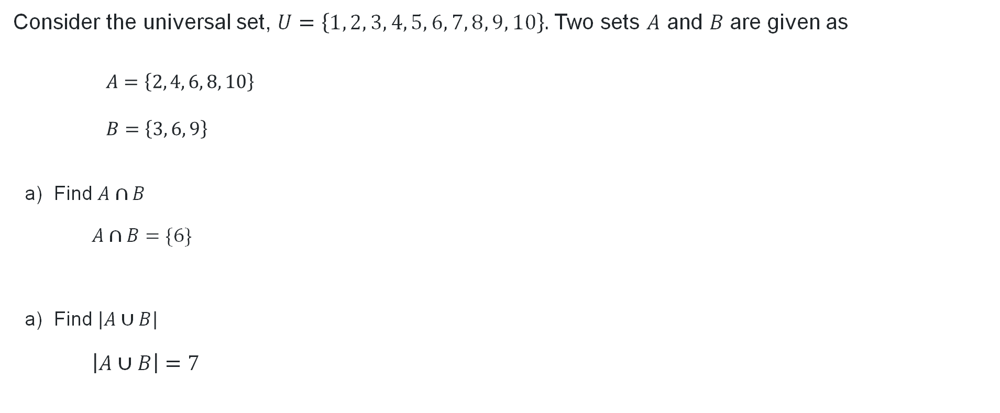 Consider the universal set, U = {1, 2, 3, 4, 5, 6, 7, 8, 9, 10}. Two sets A and B are given as
A = {2, 4, 6, 8, 10}
B = {3, 6, 9}
a) Find A ∩ B
A ∩ B = {6}
a) Find |A ∪ B|
|A ∪ B| = 7